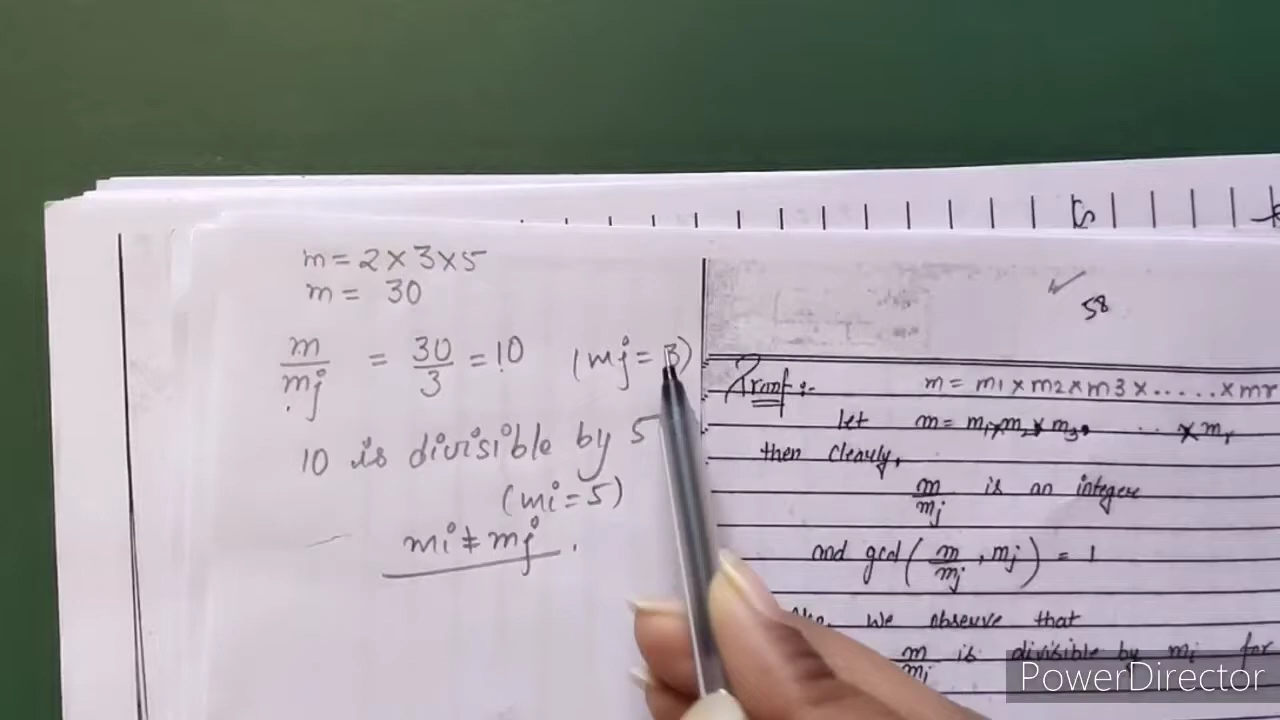 m = 2 × 3 × 5
m = 30
m/mj = 30/3 = 10 (mj = 3)
10 is divisible by 5
(mi = 5)
mi ≠ mj .
58
Proof :- m = m1 × m2 × m3 × ..... × mr
let m = m1 × m2 × m3 . .. × mr
then clearly,
m/mj is an integer
and gcd ( m/mj , mj ) = 1
we observe that
m/mj is divisible by mi for
PowerDirector